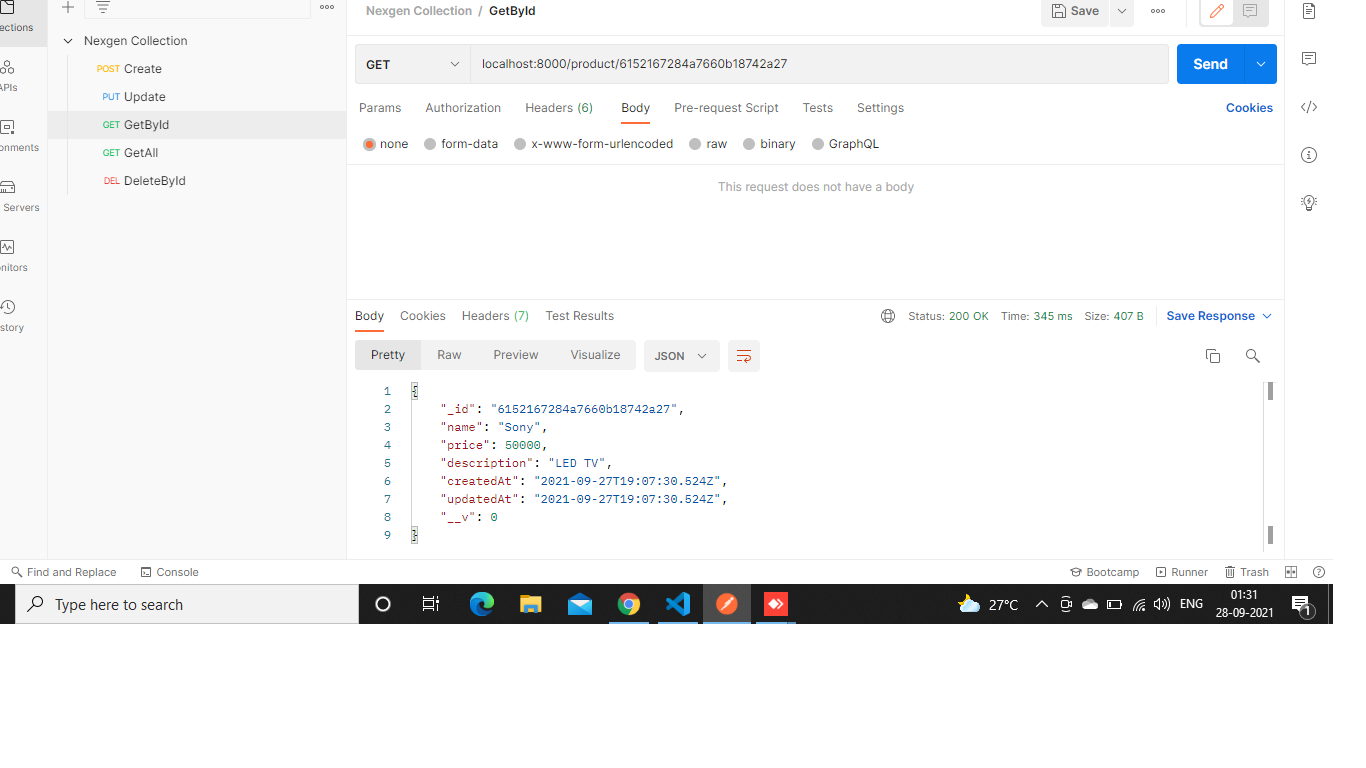 Nexgen Collection / GetById
Save
ections
Nexgen Collection
POST Create
PUT Update
GET GetById
GET GetAll
DEL DeleteById
APIs
onments
Servers
nitors
story
GET
localhost:8000/product/6152167284a7660b18742a27
Send
Params Authorization Headers (6) Body Pre-request Script Tests Settings Cookies
none form-data x-www-form-urlencoded raw binary GraphQL
This request does not have a body
Body Cookies Headers (7) Test Results Status: 200 OK Time: 345 ms Size: 407 B Save Response
Pretty Raw Preview Visualize JSON
1 {
2 "_id": "6152167284a7660b18742a27",
3 "name": "Sony",
4 "price": 50000,
5 "description": "LED TV",
6 "createdAt": "2021-09-27T19:07:30.524Z",
7 "updatedAt": "2021-09-27T19:07:30.524Z",
8 "__v": 0
9 }
Find and Replace Console Bootcamp Runner Trash
Type here to search
27°C
ENG
01:31
28-09-2021
1